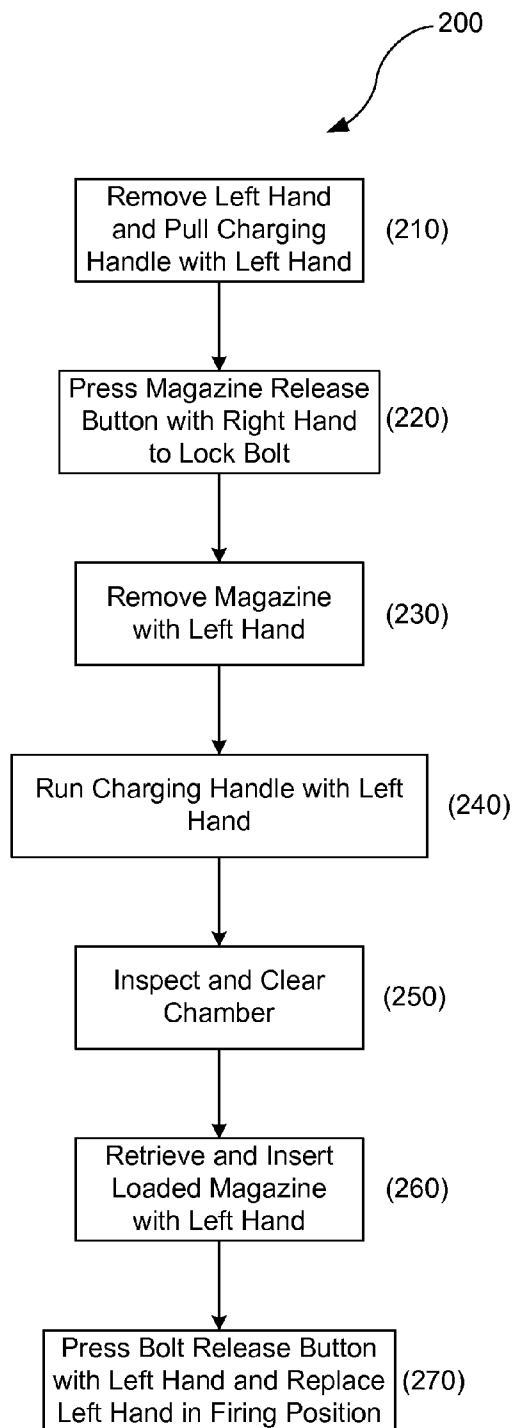 200
Remove Left Hand
and Pull Charging
Handle with Left Hand
(210)
Press Magazine Release
Button with Right Hand
to Lock Bolt
(220)
Remove Magazine
with Left Hand
(230)
Run Charging Handle with Left
Hand
(240)
Inspect and Clear
Chamber
(250)
Retrieve and Insert
Loaded Magazine
with Left Hand
(260)
Press Bolt Release Button
with Left Hand and Replace
Left Hand in Firing Position
(270)